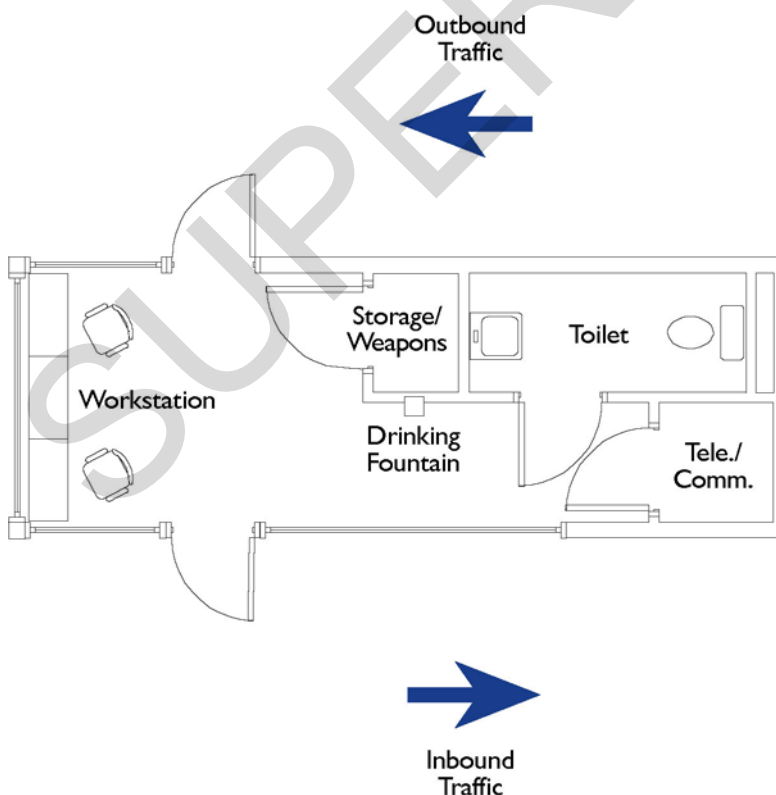 Outbound
Traffic
Storage/
Weapons
Toilet
Workstation
Drinking
Fountain
Tele./
Comm.
Inbound
Traffic
SUPER